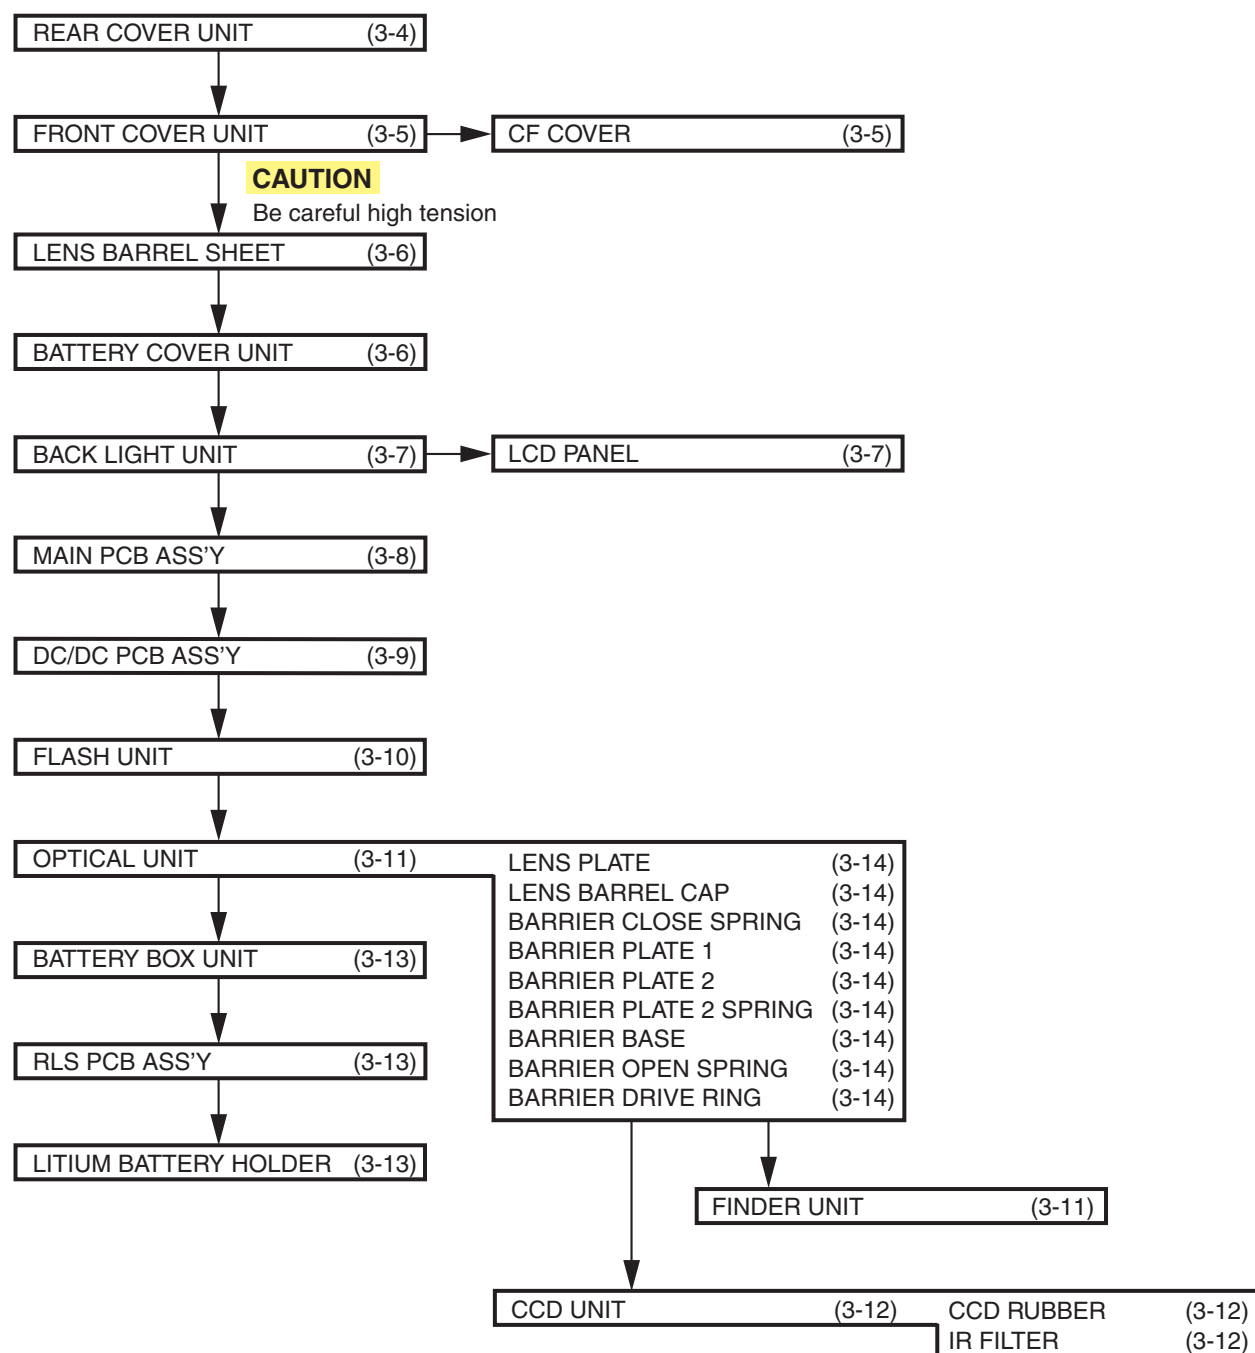 REAR COVER UNIT (3-4)
FRONT COVER UNIT (3-5) CF COVER (3-5)
CAUTION
Be careful high tension
LENS BARREL SHEET (3-6)
BATTERY COVER UNIT (3-6)
BACK LIGHT UNIT (3-7) LCD PANEL (3-7)
MAIN PCB ASS'Y (3-8)
DC/DC PCB ASS'Y (3-9)
FLASH UNIT (3-10)
OPTICAL UNIT (3-11)
LENS PLATE (3-14)
LENS BARREL CAP (3-14)
BARRIER CLOSE SPRING (3-14)
BARRIER PLATE 1 (3-14)
BARRIER PLATE 2 (3-14)
BARRIER PLATE 2 SPRING (3-14)
BARRIER BASE (3-14)
BARRIER OPEN SPRING (3-14)
BARRIER DRIVE RING (3-14)
BATTERY BOX UNIT (3-13)
RLS PCB ASS'Y (3-13)
LITIUM BATTERY HOLDER (3-13)
FINDER UNIT (3-11)
CCD UNIT (3-12) CCD RUBBER (3-12)
IR FILTER (3-12)